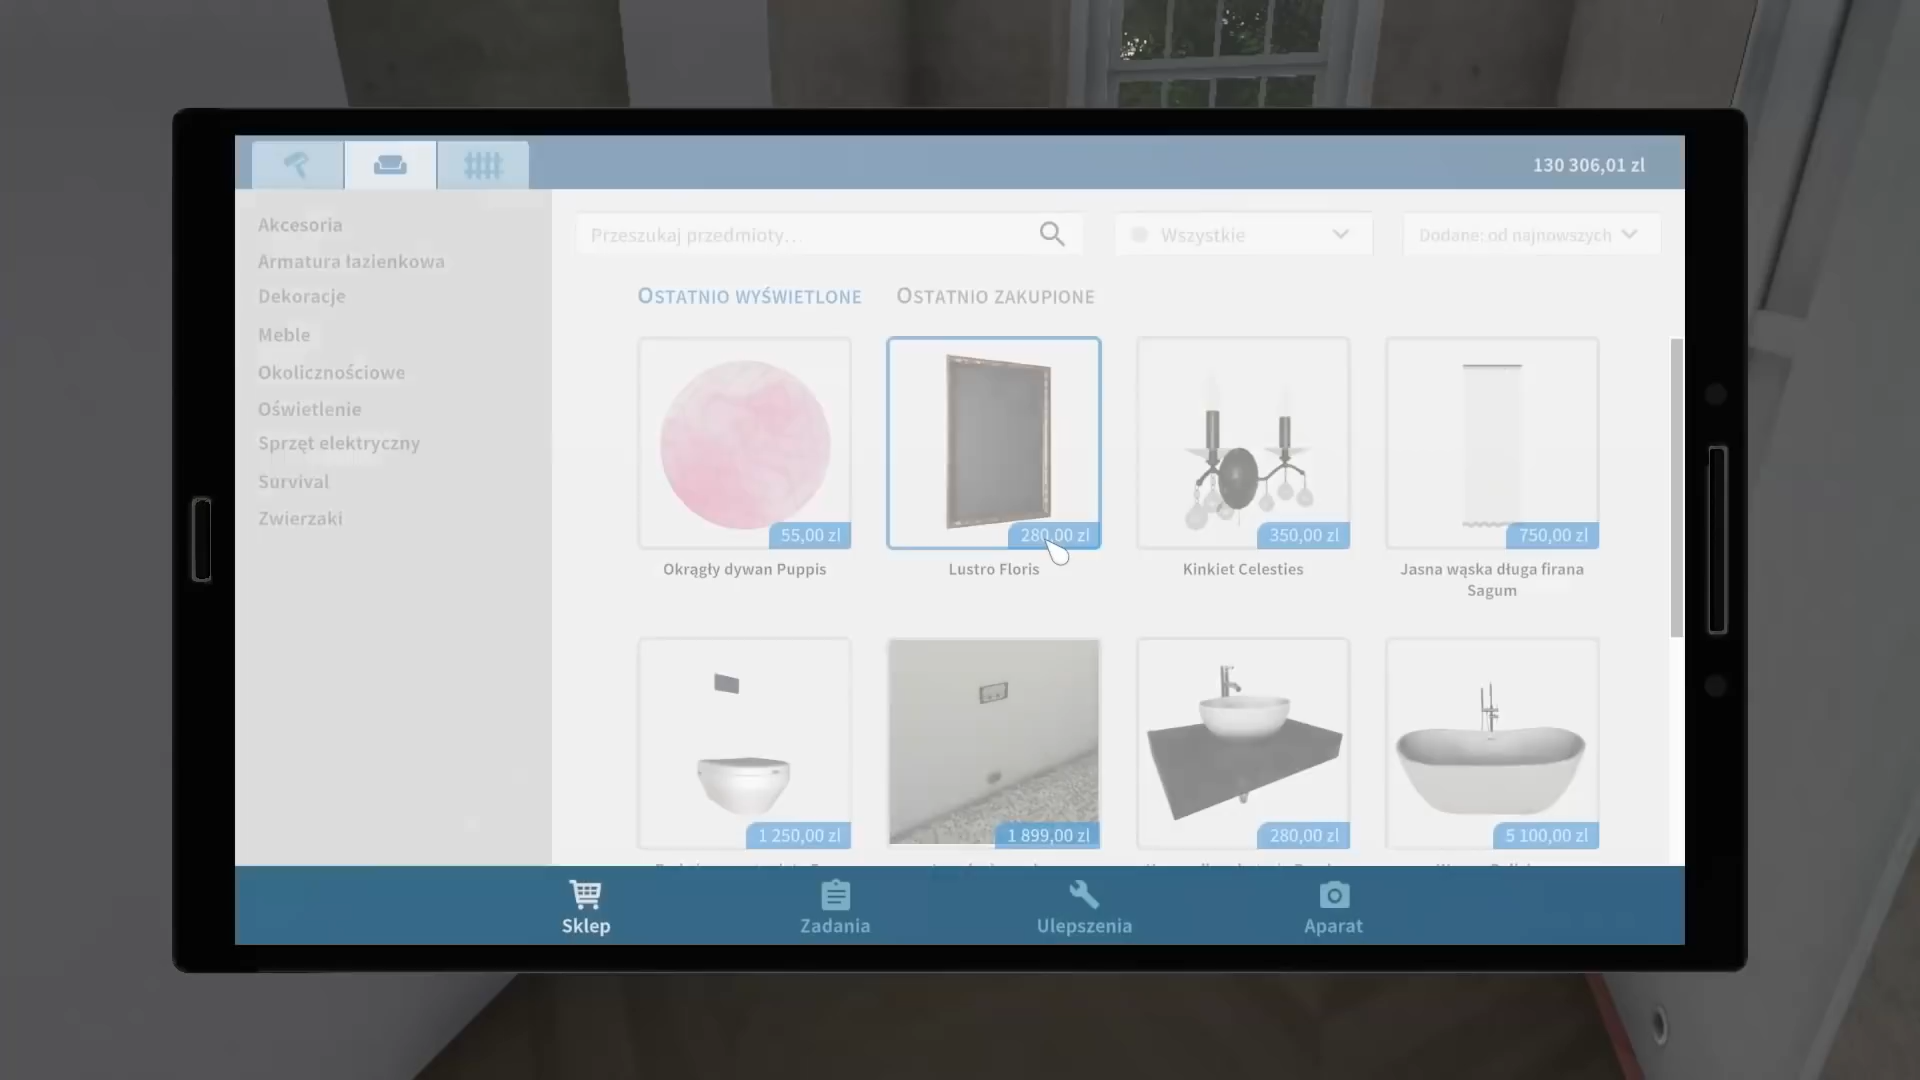 130 306,01 zl
Akcesoria
Armatura łazienkowa
Dekoracje
Meble
Okolicznościowe
Oświetlenie
Sprzęt elektryczny
Survival
Zwierzaki
Przeszukaj przedmioty...
Wszystkie
Dodane: od najnowszych
OSTATNIO WYŚWIETLONE
OSTATNIO ZAKUPIONE
55,00 zl
280,00 zl
350,00 zl
750,00 zl
Okrągły dywan Puppis
Lustro Floris
Kinkiet Celesties
Jasna wąska długa firana
Sagum
1 250,00 zl
1 899,00 zl
280,00 zl
5 100,00 zl
Sklep
Zadania
Ulepszenia
Aparat